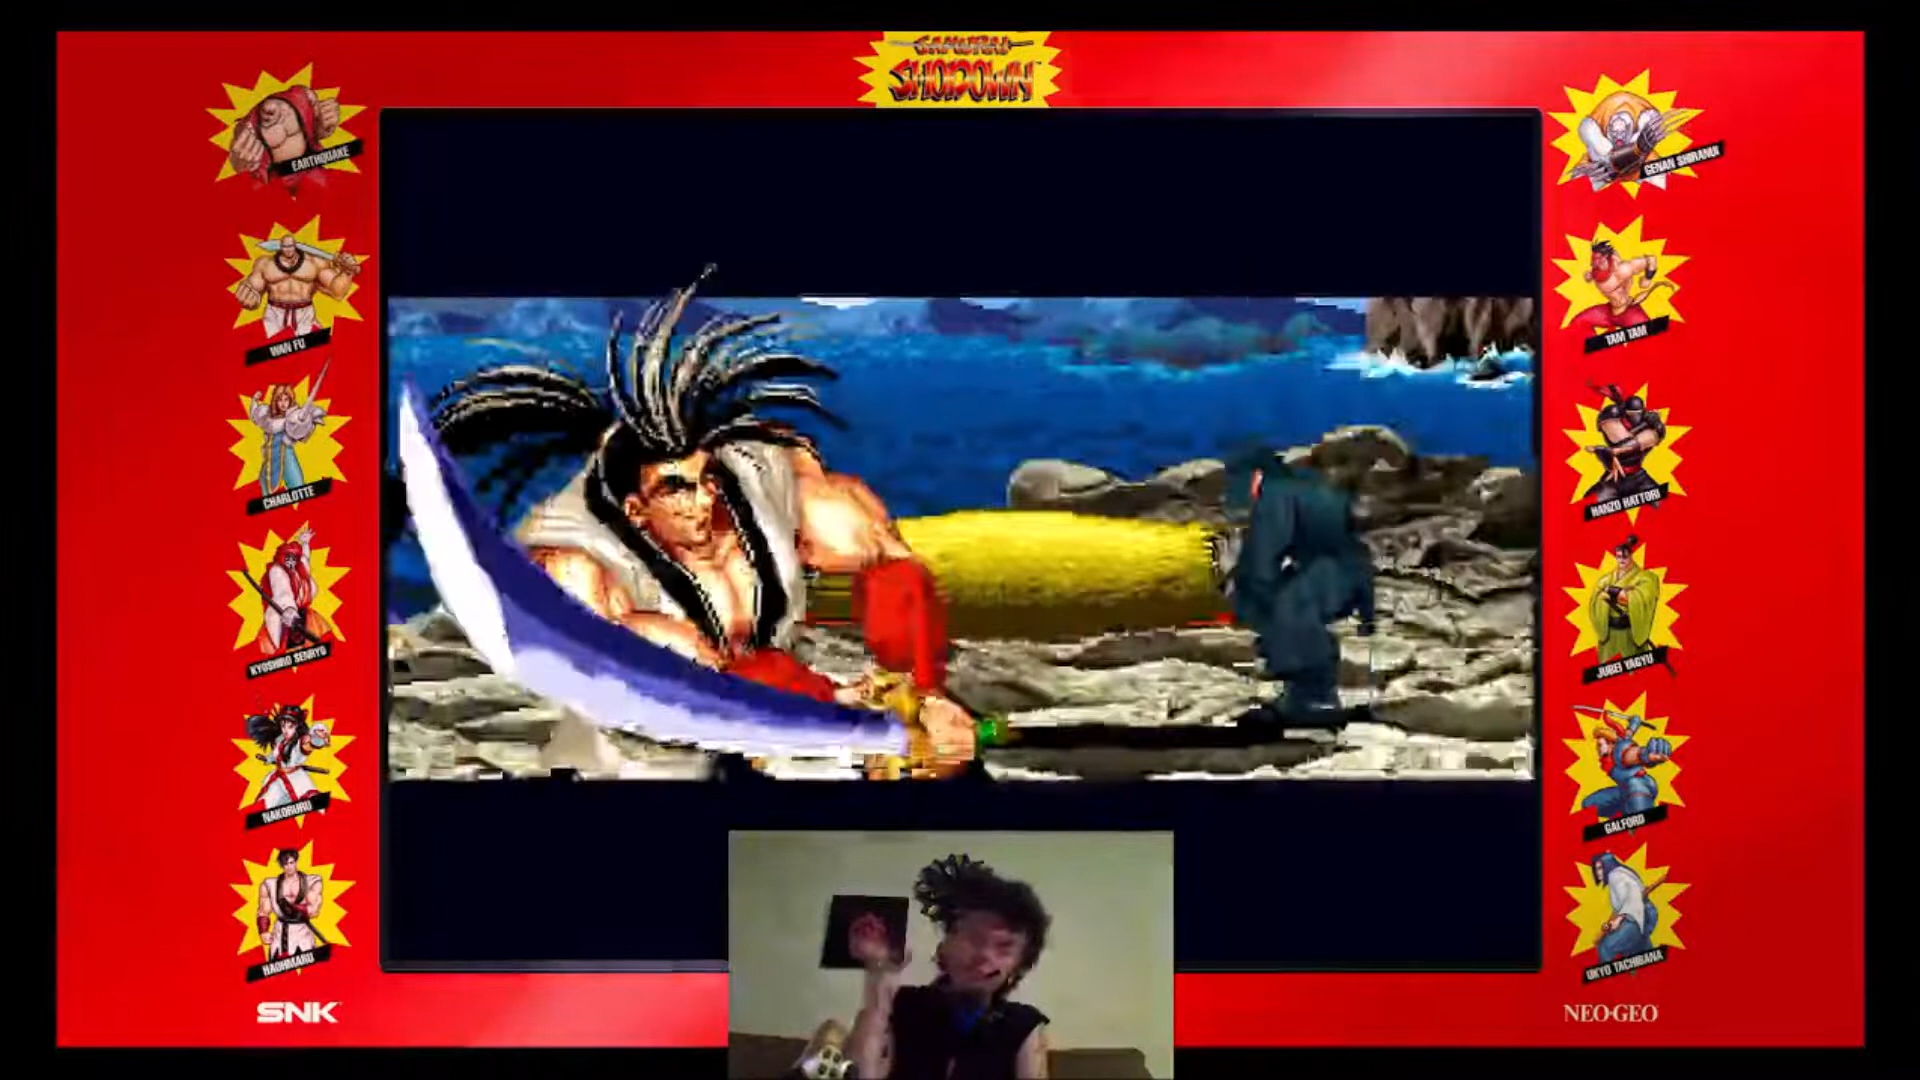 SAMURAI
SHODOWN
EARTHQUAKE
WAN FU
CHARLOTTE
KYOSHIRO SENRYO
NAKORURU
HAOHMARU
SNK
GENAN SHIRANUI
TAM TAM
HANZO HATTORI
JUBEI YAGYU
GALFORD
UKYO TACHIBANA
NEO·GEO